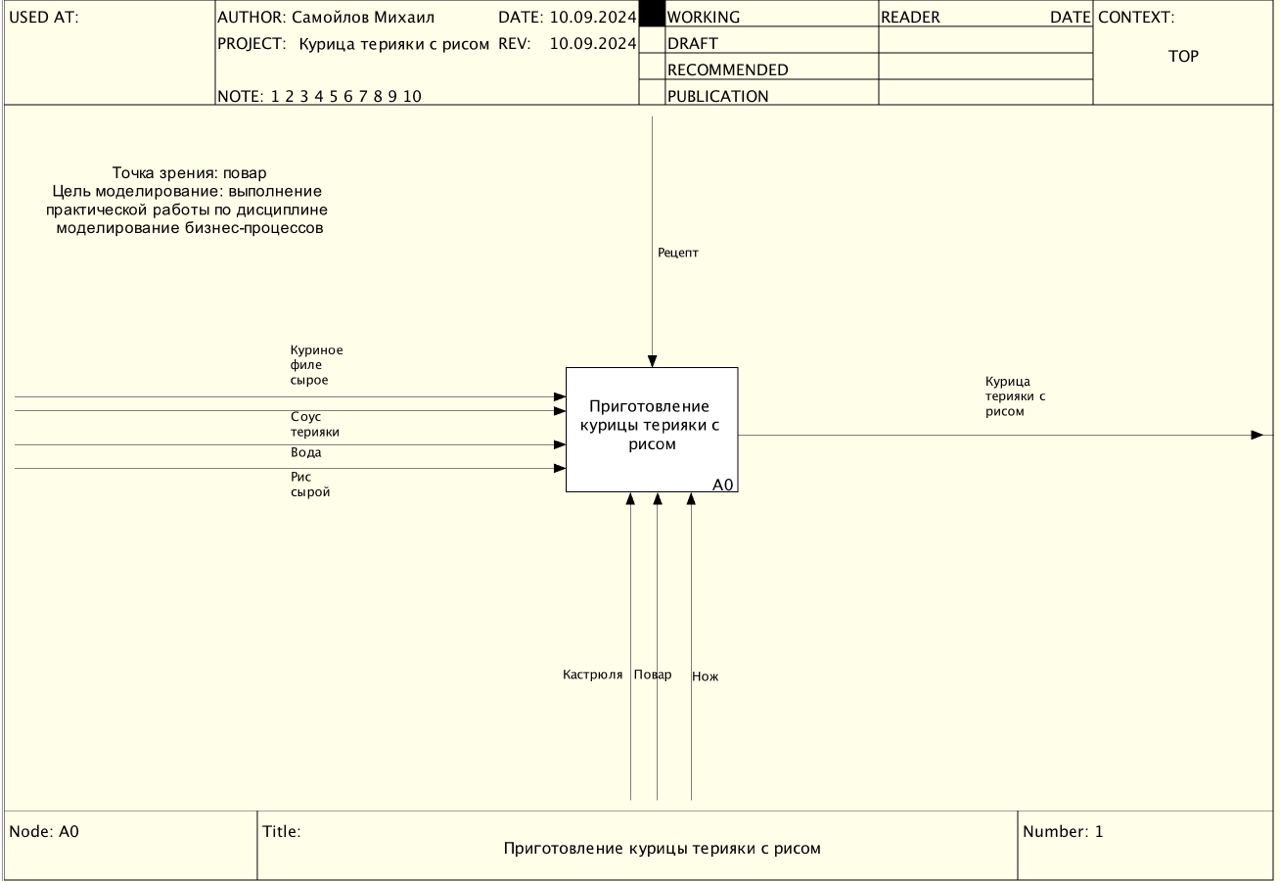 USED AT:
AUTHOR: Самойлов Михаил
DATE: 10.09.2024
PROJECT: Курица терияки с рисом
REV: 10.09.2024
NOTE: 1 2 3 4 5 6 7 8 9 10
WORKING
DRAFT
RECOMMENDED
PUBLICATION
READER
DATE
CONTEXT:
TOP
Точка зрения: повар
Цель моделирование: выполнение
практической работы по дисциплине
моделирование бизнес-процессов
Рецепт
Куриное
филе
сырое
Соус
терияки
Вода
Рис
сырой
Приготовление
курицы терияки с
рисом
A0
Курица
терияки с
рисом
Кастрюля
Повар
Нож
Node: A0
Title:
Приготовление курицы терияки с рисом
Number: 1